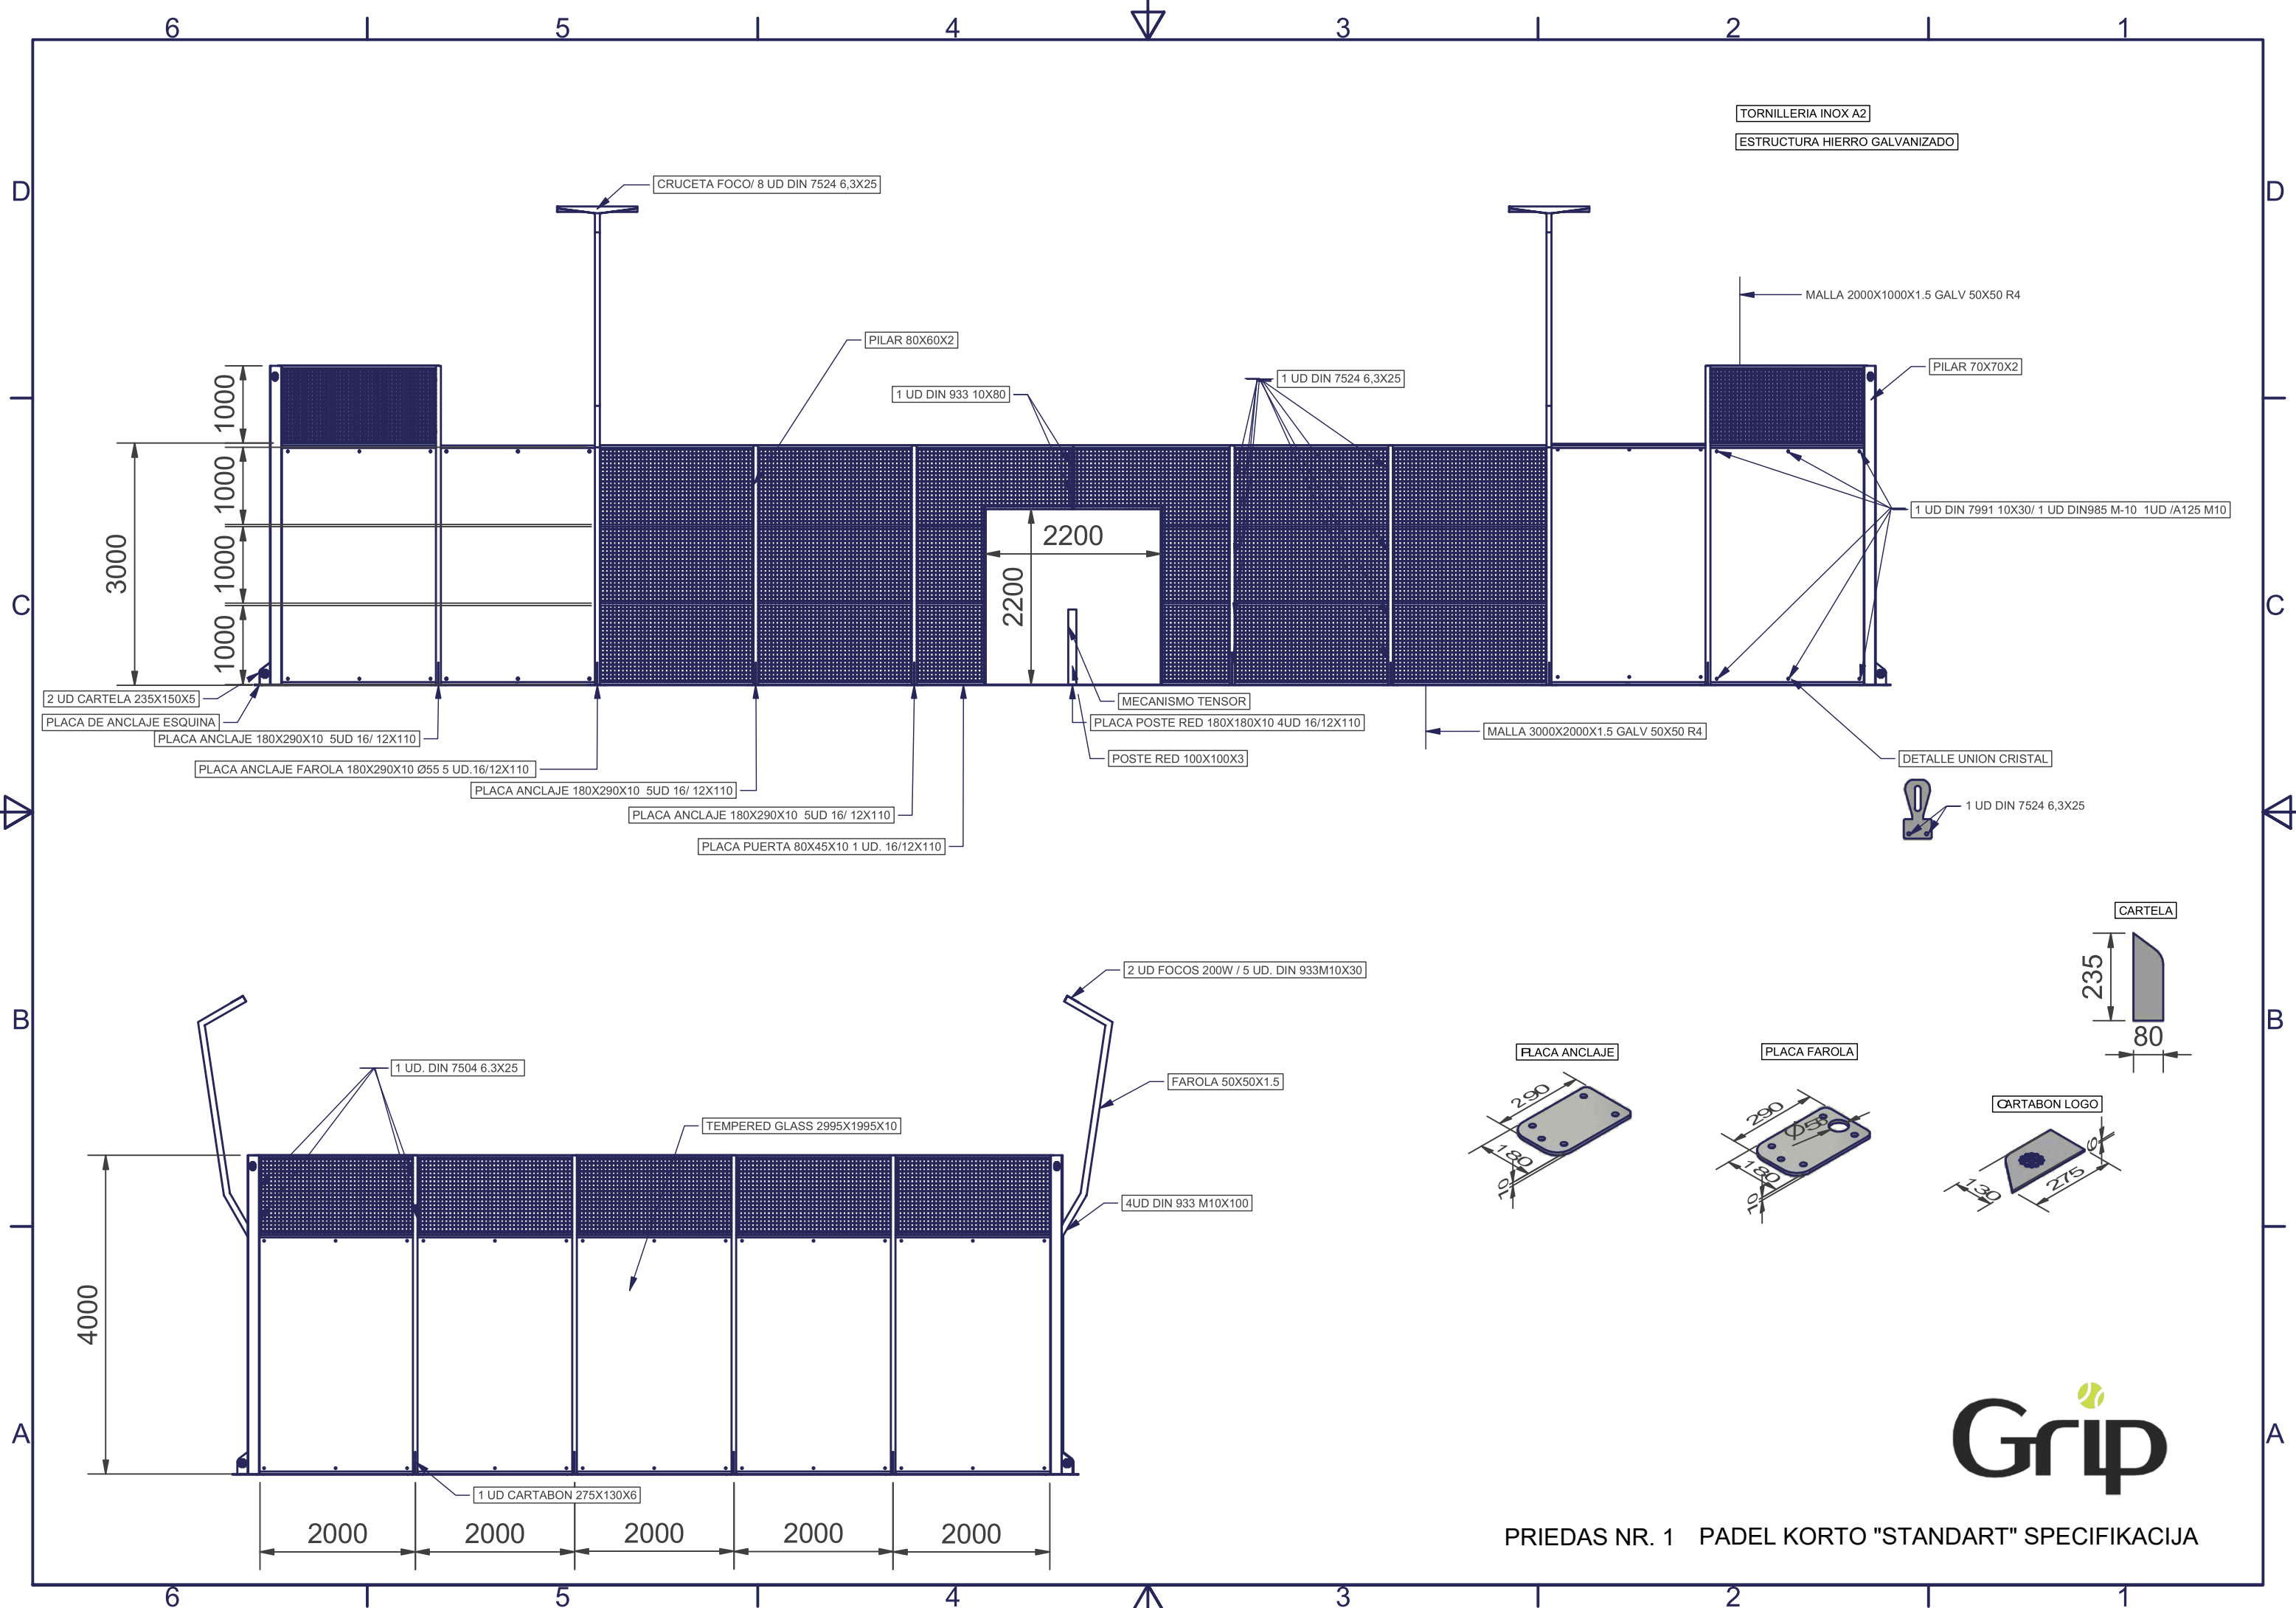 6 5 4 3 2 1
D
D
TORNILLERIA INOX A2
ESTRUCTURA HIERRO GALVANIZADO
CRUCETA FOCO/ 8 UD DIN 7524 6,3X25
MALLA 2000X1000X1.5 GALV 50X50 R4
PILAR 80X60X2
PILAR 70X70X2
1 UD DIN 7524 6,3X25
1 UD DIN 933 10X80
1000
1000
1000
1000
3000
2200
2200
1 UD DIN 7991 10X30/ 1 UD DIN985 M-10 1UD /A125 M10
C
C
2 UD CARTELA 235X150X5
PLACA DE ANCLAJE ESQUINA
PLACA ANCLAJE 180X290X10 5UD 16/ 12X110
PLACA ANCLAJE FAROLA 180X290X10 Ø55 5 UD.16/12X110
PLACA ANCLAJE 180X290X10 5UD 16/ 12X110
PLACA ANCLAJE 180X290X10 5UD 16/ 12X110
PLACA PUERTA 80X45X10 1 UD. 16/12X110
MECANISMO TENSOR
PLACA POSTE RED 180X180X10 4UD 16/12X110
POSTE RED 100X100X3
MALLA 3000X2000X1.5 GALV 50X50 R4
DETALLE UNION CRISTAL
1 UD DIN 7524 6,3X25
CARTELA
235
80
2 UD FOCOS 200W / 5 UD. DIN 933M10X30
B
B
1 UD. DIN 7504 6.3X25
FAROLA 50X50X1.5
TEMPERED GLASS 2995X1995X10
4UD DIN 933 M10X100
PLACA ANCLAJE
290
180
10
PLACA FAROLA
290
Ø55
180
10
CARTABON LOGO
6
275
130
4000
A
A
1 UD CARTABON 275X130X6
2000 2000 2000 2000 2000
Grip
PRIEDAS NR. 1 PADEL KORTO "STANDART" SPECIFIKACIJA
6 5 4 3 2 1